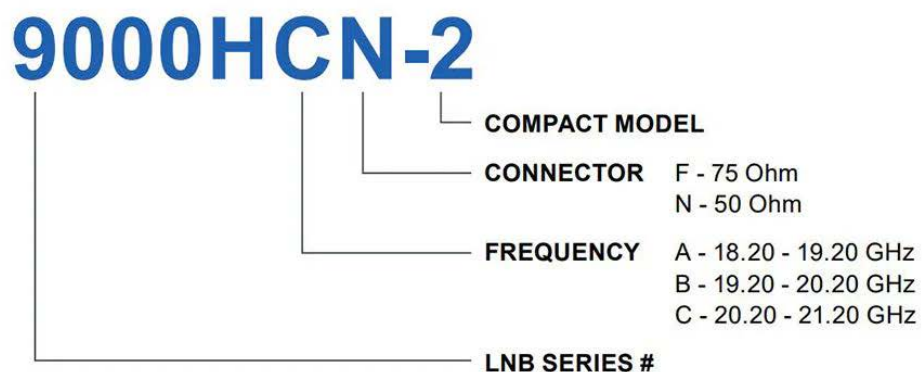 9000HCN-2
COMPACT MODEL
CONNECTOR F - 75 Ohm
N - 50 Ohm
FREQUENCY A - 18.20 - 19.20 GHz
B - 19.20 - 20.20 GHz
C - 20.20 - 21.20 GHz
LNB SERIES #